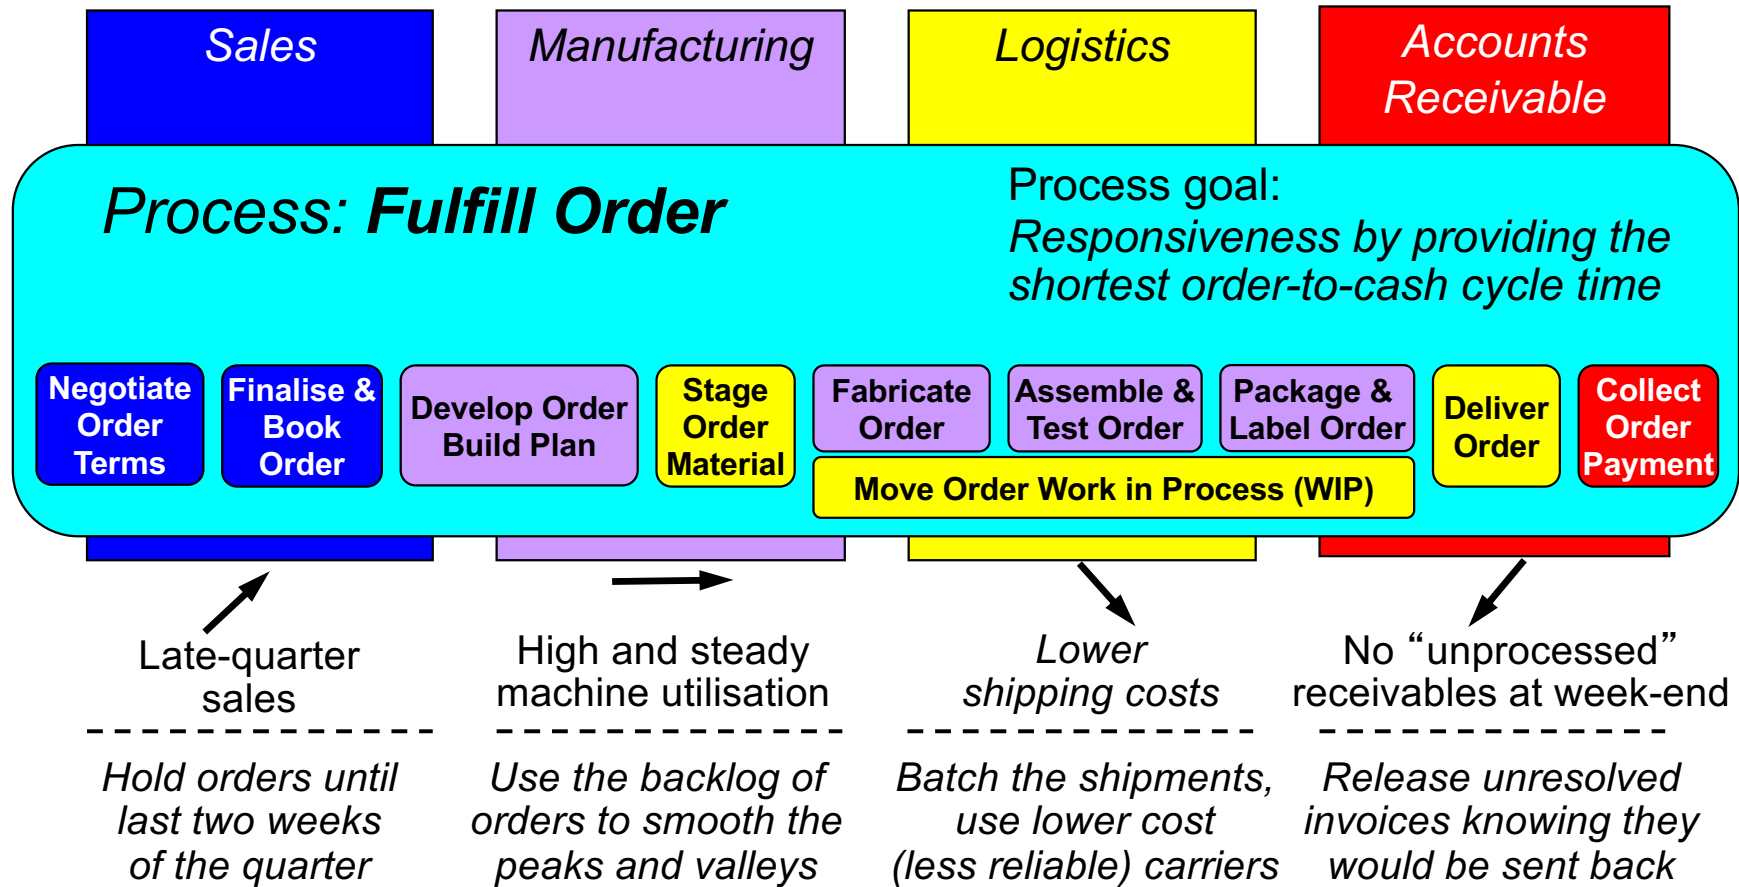 Sales
Manufacturing
Logistics
Accounts
Receivable
Process: Fulfill Order
Process goal:
Responsiveness by providing the
shortest order-to-cash cycle time
Negotiate
Order
Terms
Finalise &
Book
Order
Develop Order
Build Plan
Stage
Order
Material
Fabricate
Order
Assemble &
Test Order
Package &
Label Order
Move Order Work in Process (WIP)
Deliver
Order
Collect
Order
Payment
Late-quarter
sales
High and steady
machine utilisation
Lower
shipping costs
No “unprocessed”
receivables at week-end
Hold orders until
last two weeks
of the quarter
Use the backlog of
orders to smooth the
peaks and valleys
Batch the shipments,
use lower cost
(less reliable) carriers
Release unresolved
invoices knowing they
would be sent back